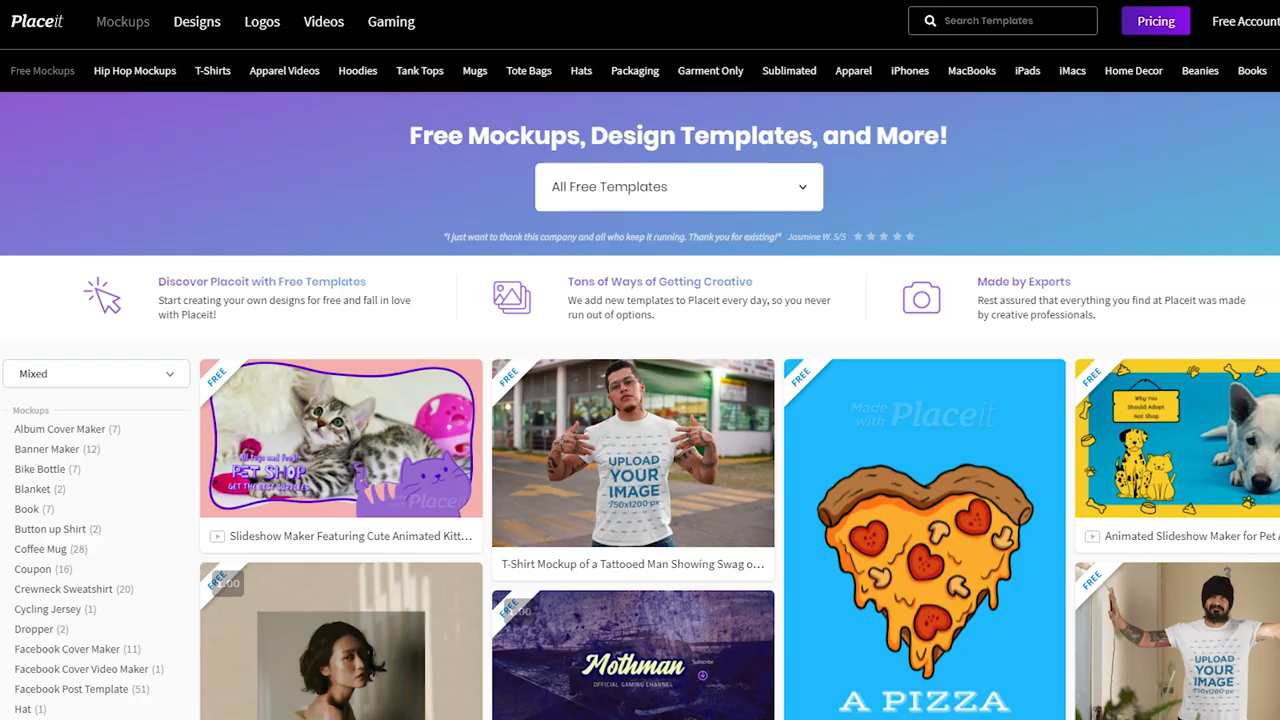 Placeit
Mockups
Designs
Logos
Videos
Gaming
Search Templates
Pricing
Free Account
Free Mockups
Hip Hop Mockups
T-Shirts
Apparel Videos
Hoodies
Tank Tops
Mugs
Tote Bags
Hats
Packaging
Garment Only
Sublimated
Apparel
iPhones
MacBooks
iPads
iMacs
Home Decor
Beanies
Books
Free Mockups, Design Templates, and More!
All Free Templates
"I just want to thank this company and all who keep it running. Thank you for existing!" Jasmine W. 5/5
Discover Placeit with Free Templates
Start creating your own designs for free and fall in love
with Placeit!
Tons of Ways of Getting Creative
We add new templates to Placeit every day, so you never
run out of options.
Made by Experts
Rest assured that everything you find at Placeit was made
by creative professionals.
Mixed
Mockups
Album Cover Maker (7)
Banner Maker (12)
Bike Bottle (7)
Blanket (2)
Book (7)
Button up Shirt (2)
Coffee Mug (28)
Coupon (16)
Crewneck Sweatshirt (20)
Cycling Jersey (1)
Dropper (2)
Facebook Cover Maker (11)
Facebook Cover Video Maker (1)
Facebook Post Template (51)
Hat (1)
FREE
PET SHOP
GET THE BEST SUPPLIES
Placeit
Slideshow Maker Featuring Cute Animated Kitt...
FREE
UPLOAD
YOUR
IMAGE
750x1200 px
T-Shirt Mockup of a Tattooed Man Showing Swag o...
FREE
Made
with Placeit
A PIZZA
FREE
Why You
Should Adopt
Not Shop
Animated Slideshow Maker for Pet A
FREE
1.00
FREE
1.00
Mothman
OFFICIAL GAMING CHANNEL
Subscribe
FREE
UPLOAD
YOUR
IMAGE